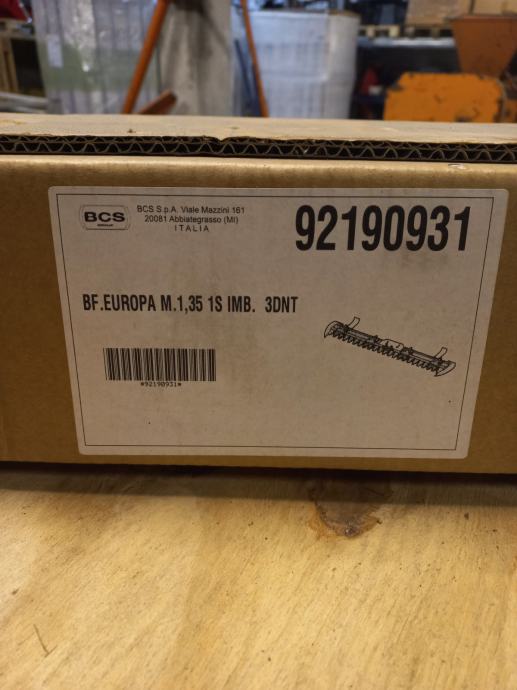 BCS
BCS S.p.A. Viale Mazzini 161
20081 Abbiategrasso (MI)
ITALIA
92190931
BF.EUROPA M.1,35 1S IMB. 3DNT
*92190931*